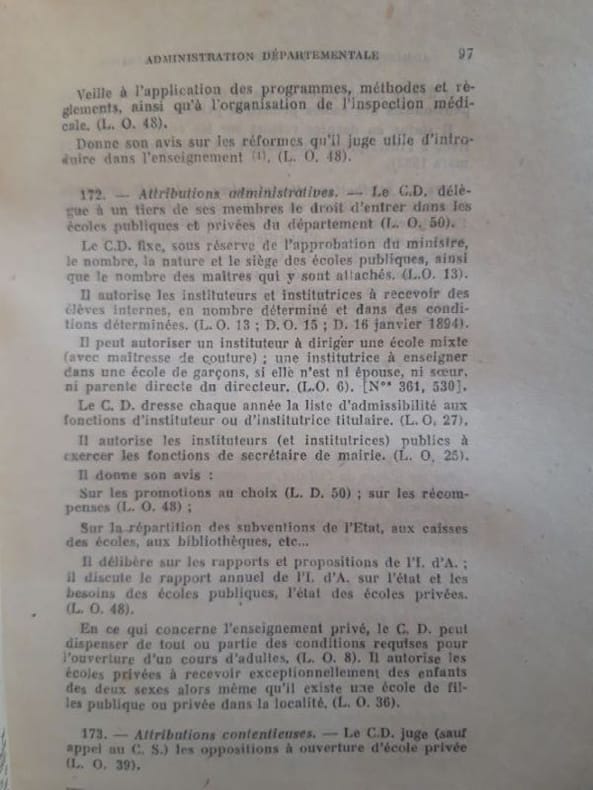 ADMINISTRATION DÉPARTEMENTALE 97
Veille à l'application des programmes, méthodes et rè-
glements, ainsi qu'à l'organisation de l'inspection médi-
cale. (L. O. 48).
Donne son avis sur les réformes qu'il juge utile d'intro-
duire dans l'enseignement (1). (L. O. 48).
172. — Attributions administratives. — Le C.D. délè-
gue à un tiers de ses membres le droit d'entrer dans les
écoles publiques et privées du département (L. O. 50).
Le C.D. fixe, sous réserve de l'approbation du ministre,
le nombre, la nature et le siège des écoles publiques, ainsi
que le nombre des maîtres qui y sont attachés. (L.O. 13).
Il autorise les instituteurs et institutrices à recevoir des
élèves internes, en nombre déterminé et dans des condi-
tions déterminées. (L.O. 13 ; D.O. 15 ; D. 16 janvier 1894).
Il peut autoriser un instituteur à diriger une école mixte
(avec maîtresse de couture) ; une institutrice à enseigner
dans une école de garçons, si elle n'est ni épouse, ni sœur,
ni parente directe du directeur. (L.O. 6). [Nos 361, 530].
Le C. D. dresse chaque année la liste d'admissibilité aux
fonctions d'instituteur ou d'institutrice titulaire. (L. O. 27).
Il autorise les instituteurs (et institutrices) publics à
exercer les fonctions de secrétaire de mairie. (L. O. 25).
Il donne son avis :
Sur les promotions au choix (L. D. 50) ; sur les récom-
penses (L. O. 48) ;
Sur la répartition des subventions de l'Etat, aux caisses
des écoles, aux bibliothèques, etc...
Il délibère sur les rapports et propositions de l'I. d'A. ;
il discute le rapport annuel de l'I. d'A. sur l'état et les
besoins des écoles publiques, l'état des écoles privées.
(L. O. 48).
En ce qui concerne l'enseignement privé, le C. D. peut
dispenser de tout ou partie des conditions requises pour
l'ouverture d'un cours d'adultes, (L. O. 8). Il autorise les
écoles privées à recevoir exceptionnellement des enfants
des deux sexes alors même qu'il existe une école de fil-
les publique ou privée dans la localité. (L. O. 36).
173. — Attributions contentieuses. — Le C.D. juge (sauf
appel au C. S.) les oppositions à ouverture d'école privée
(L. O. 39).